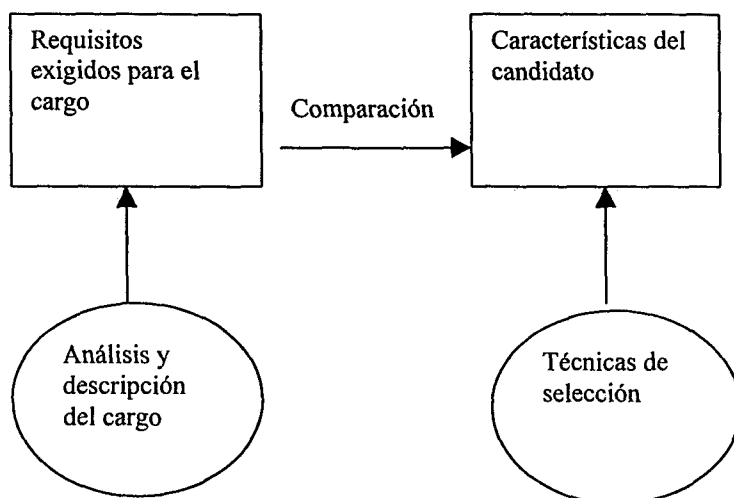 Requisitos
exigidos para el
cargo
Comparación
Características del
candidato
Análisis y
descripción
del cargo
Técnicas de
selección